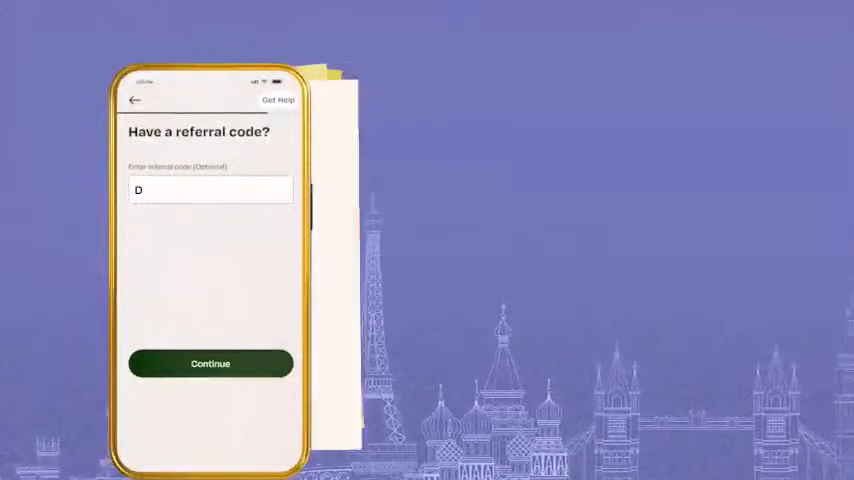 Get Help
Have a referral code?
Enter referral code (Optional)
D
Continue